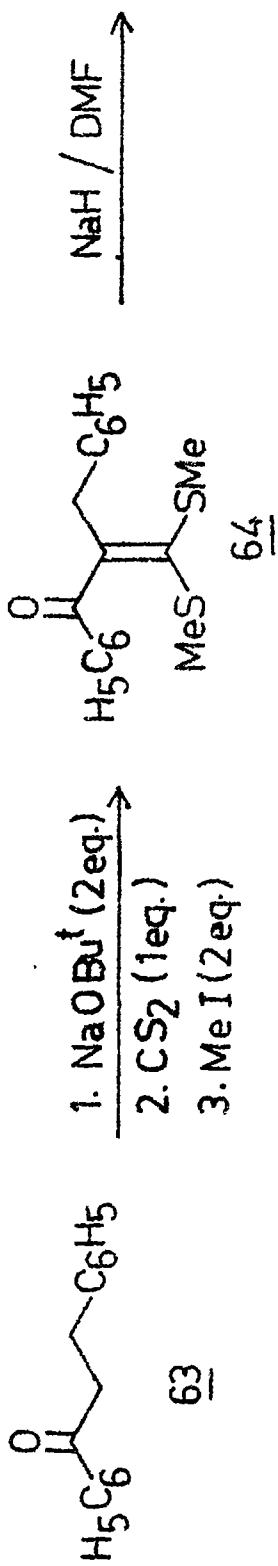 O
H5C6
C6H5
63
1. NaOBuᵗ (2eq.)
2. CS2 (1eq.)
3. MeI (2eq.)
O
H5C6
C6H5
MeS
SMe
64
NaH / DMF